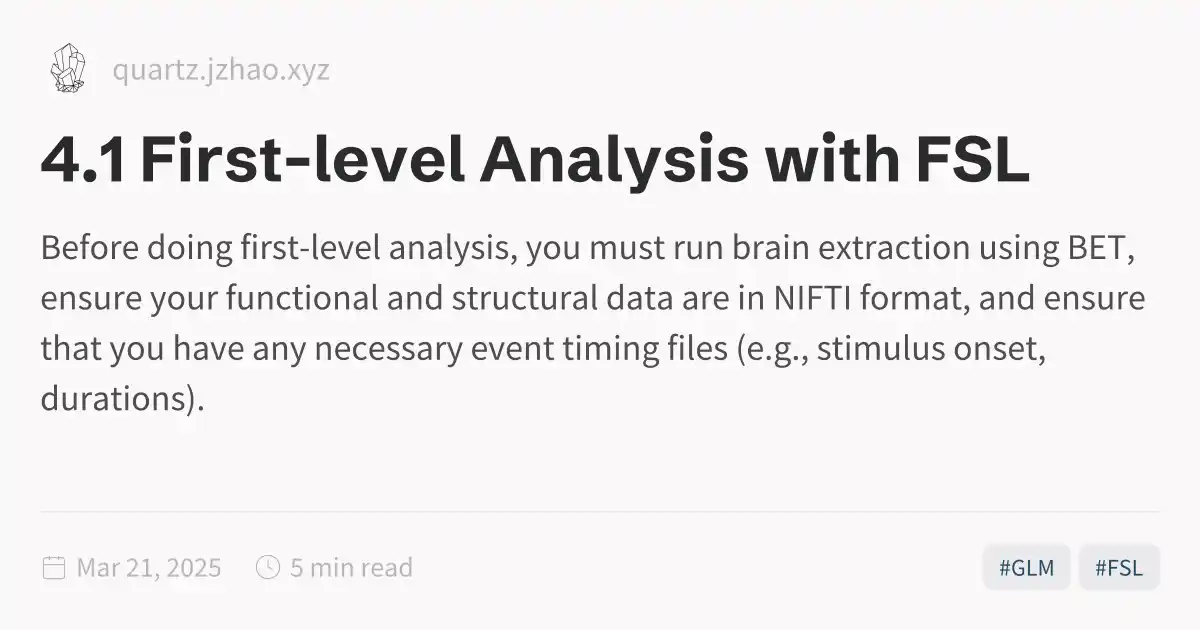 quartz.jzhao.xyz
4.1 First-level Analysis with FSL
Before doing first-level analysis, you must run brain extraction using BET,
ensure your functional and structural data are in NIFTI format, and ensure
that you have any necessary event timing files (e.g., stimulus onset,
durations).
Mar 21, 2025 5 min read #GLM #FSL